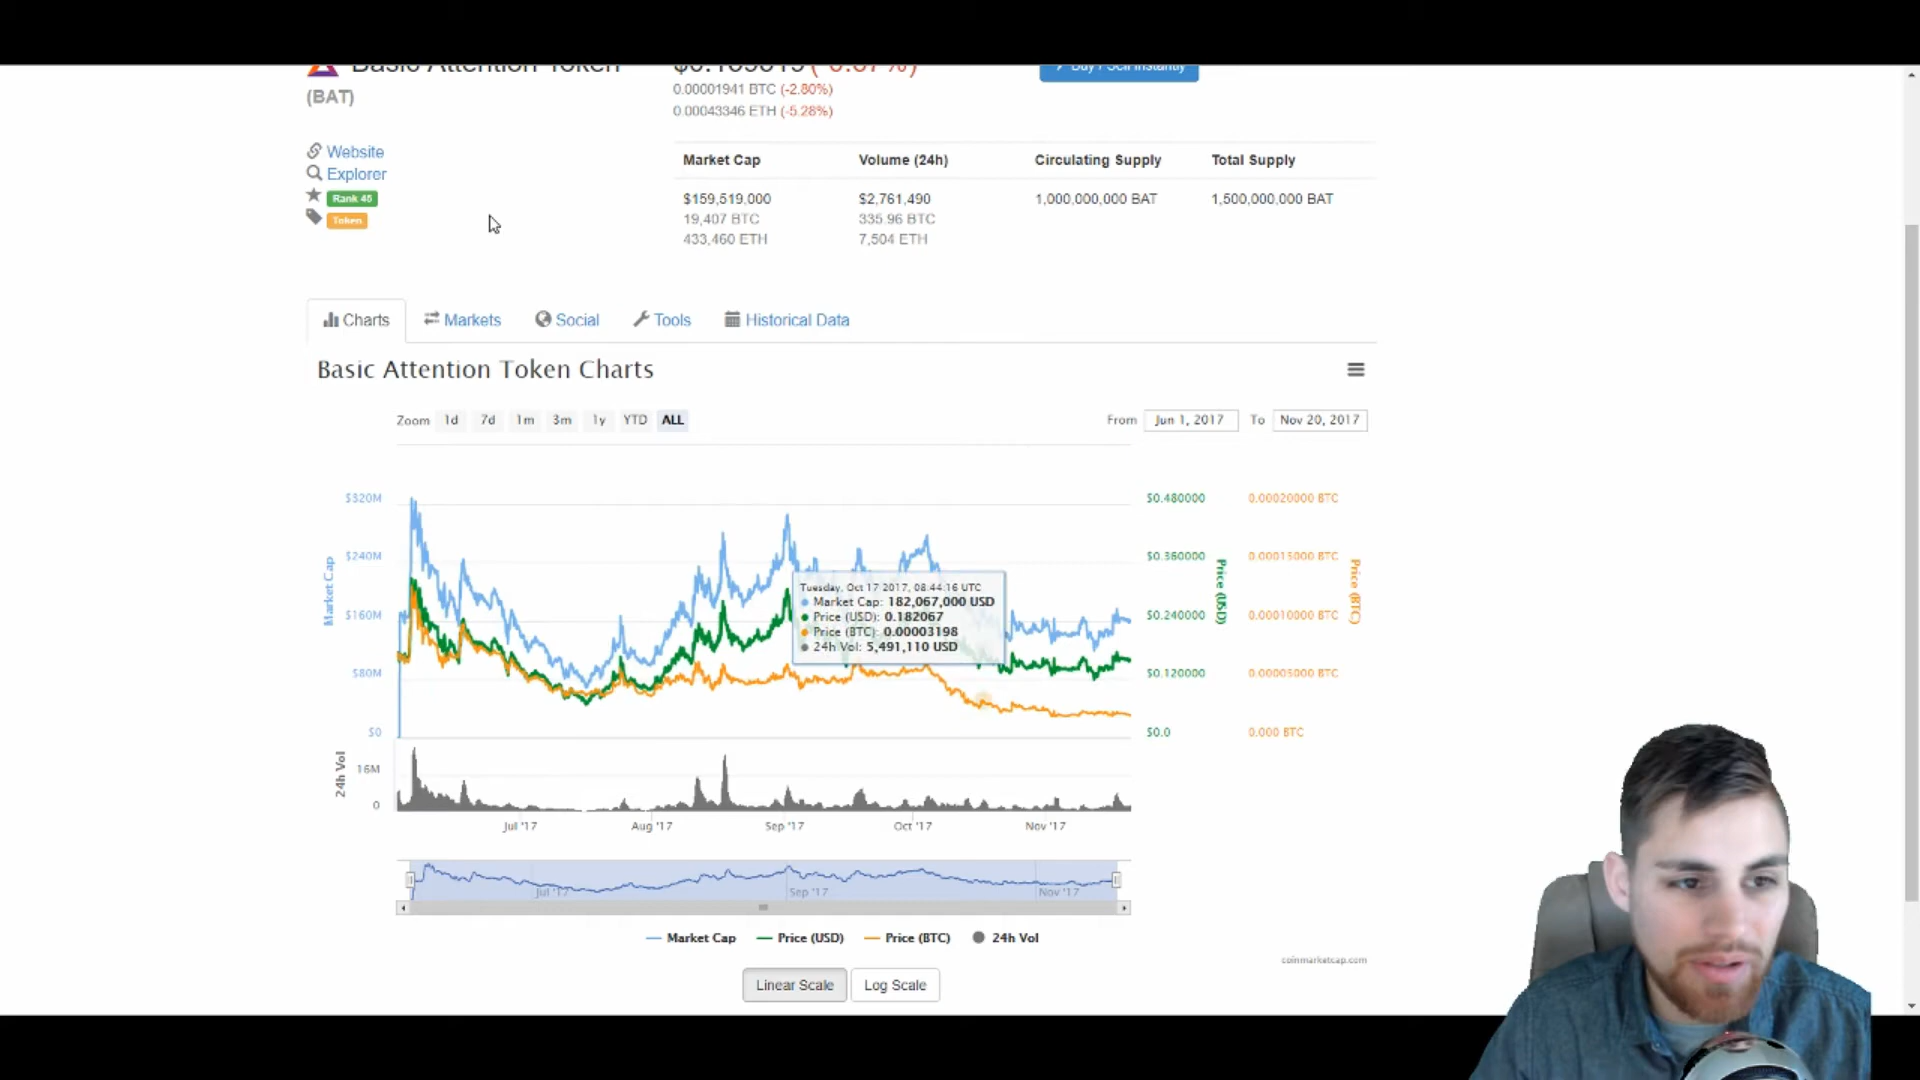 Basic Attention Token
(BAT)
0.00001941 BTC (-2.80%)
0.00043346 ETH (-5.28%)
Buy / Sell Instantly
Website
Explorer
Rank 45
Token
Market Cap Volume (24h) Circulating Supply Total Supply
$159,519,000 $2,761,490 1,000,000,000 BAT 1,500,000,000 BAT
19,407 BTC 335.96 BTC
433,460 ETH 7,504 ETH
Charts Markets Social Tools Historical Data
Basic Attention Token Charts
Zoom 1d 7d 1m 3m 1y YTD ALL From Jun 1, 2017 To Nov 20, 2017
$320M $0.480000 0.00020000 BTC
$240M $0.360000 0.00015000 BTC
$160M $0.240000 0.00010000 BTC
$80M $0.120000 0.00005000 BTC
$0 $0.0 0.000 BTC
Market Cap
Price (USD)
Price (BTC)
Tuesday, Oct 17 2017, 08:44:16 UTC
Market Cap: 182,067,000 USD
Price (USD): 0.182067
Price (BTC): 0.00003198
24h Vol: 5,491,110 USD
24h Vol
16M
0
Jul '17 Aug '17 Sep '17 Oct '17 Nov '17
Jul '17 Sep '17 Nov '17
Market Cap Price (USD) Price (BTC) 24h Vol
coinmarketcap.com
Linear Scale Log Scale